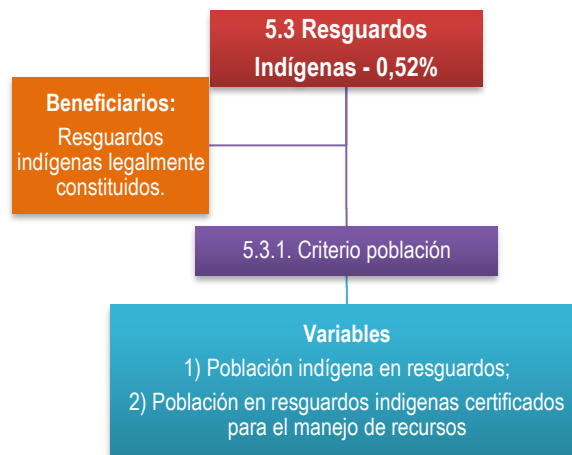 5.3 Resguardos
Indígenas - 0,52%
Beneficiarios:
Resguardos
indígenas legalmente
constituidos.
5.3.1. Criterio población
Variables
1) Población indígena en resguardos;
2) Población en resguardos indigenas certificados
para el manejo de recursos